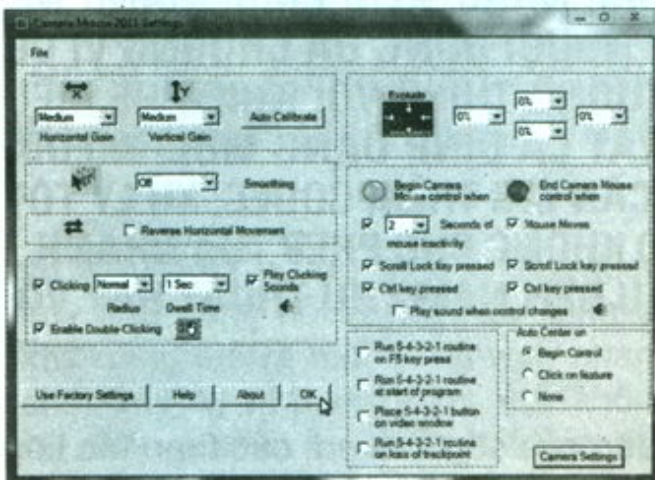 Camera Mouse 2011 Settings
File
X
Y
Medium
Medium
Auto Calibrate
Horizontal Gain
Vertical Gain
Off
Smoothing
Reverse Horizontal Movement
Clicking
Normal
1 Sec
Play Clicking
Sounds
Radius
Dwell Time
Enable Double-Clicking
Use Factory Settings
Help
About
OK
Exclude
0%
0%
0%
0%
Begin Camera
Mouse control when
End Camera Mouse
control when
2
Seconds of
mouse inactivity
Mouse Moves
Scroll Lock key pressed
Scroll Lock key pressed
Ctrl key pressed
Ctrl key pressed
Play sound when control changes
Run 5-4-3-2-1 routine
on F5 key press
Run 5-4-3-2-1 routine
at start of program
Place 5-4-3-2-1 button
on video window
Run 5-4-3-2-1 routine
on loss of trackpoint
Auto Center on
Begin Control
Click on feature
None
Camera Settings